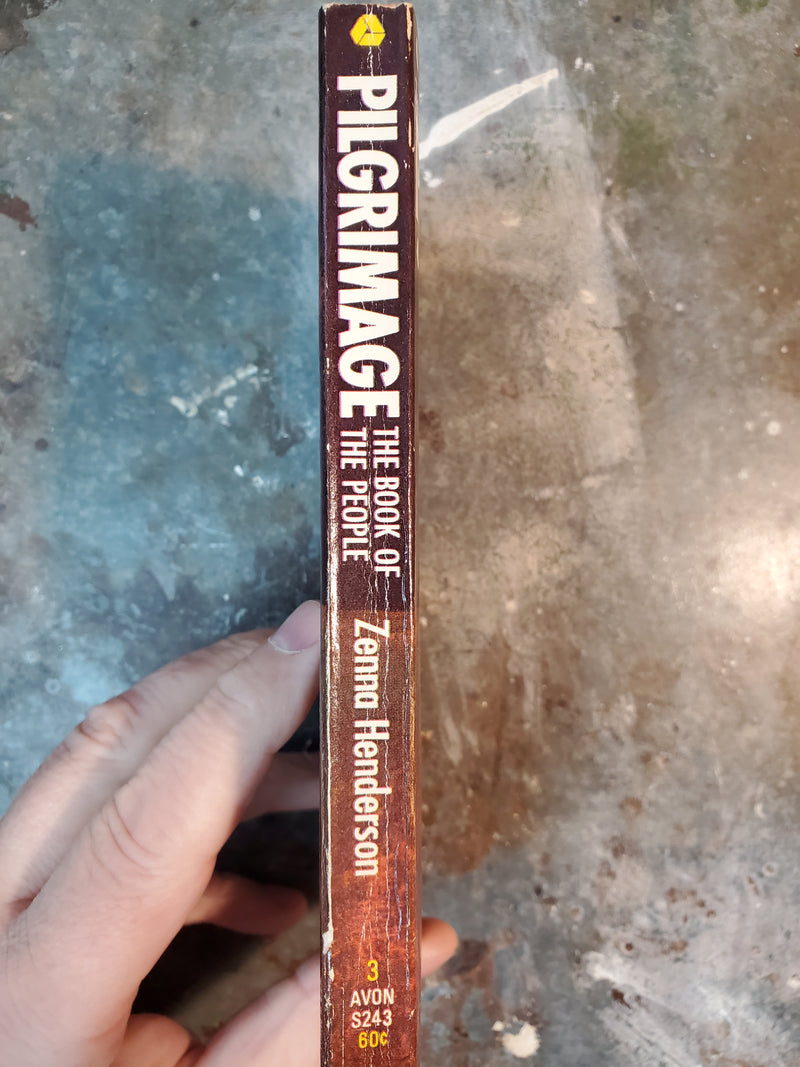 PILGRIMAGE
THE BOOK OF
THE PEOPLE
Zenna Henderson
3
AVON
S243
60¢